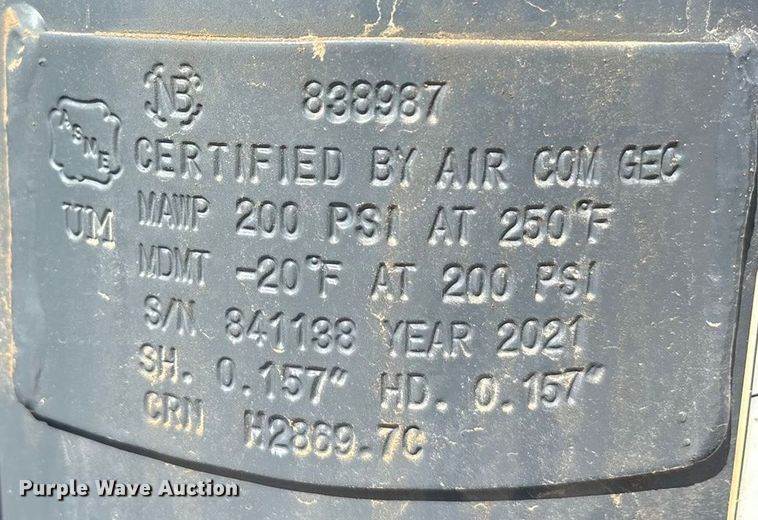 NB 838987
ASME
CERTIFIED BY AIR COM GEC
UM
MAWP 200 PSI AT 250°F
MDMT -20°F AT 200 PSI
S/N 841138 YEAR 2021
SH. 0.157" HD. 0.157"
CRN H2869.7C
Purple Wave Auction